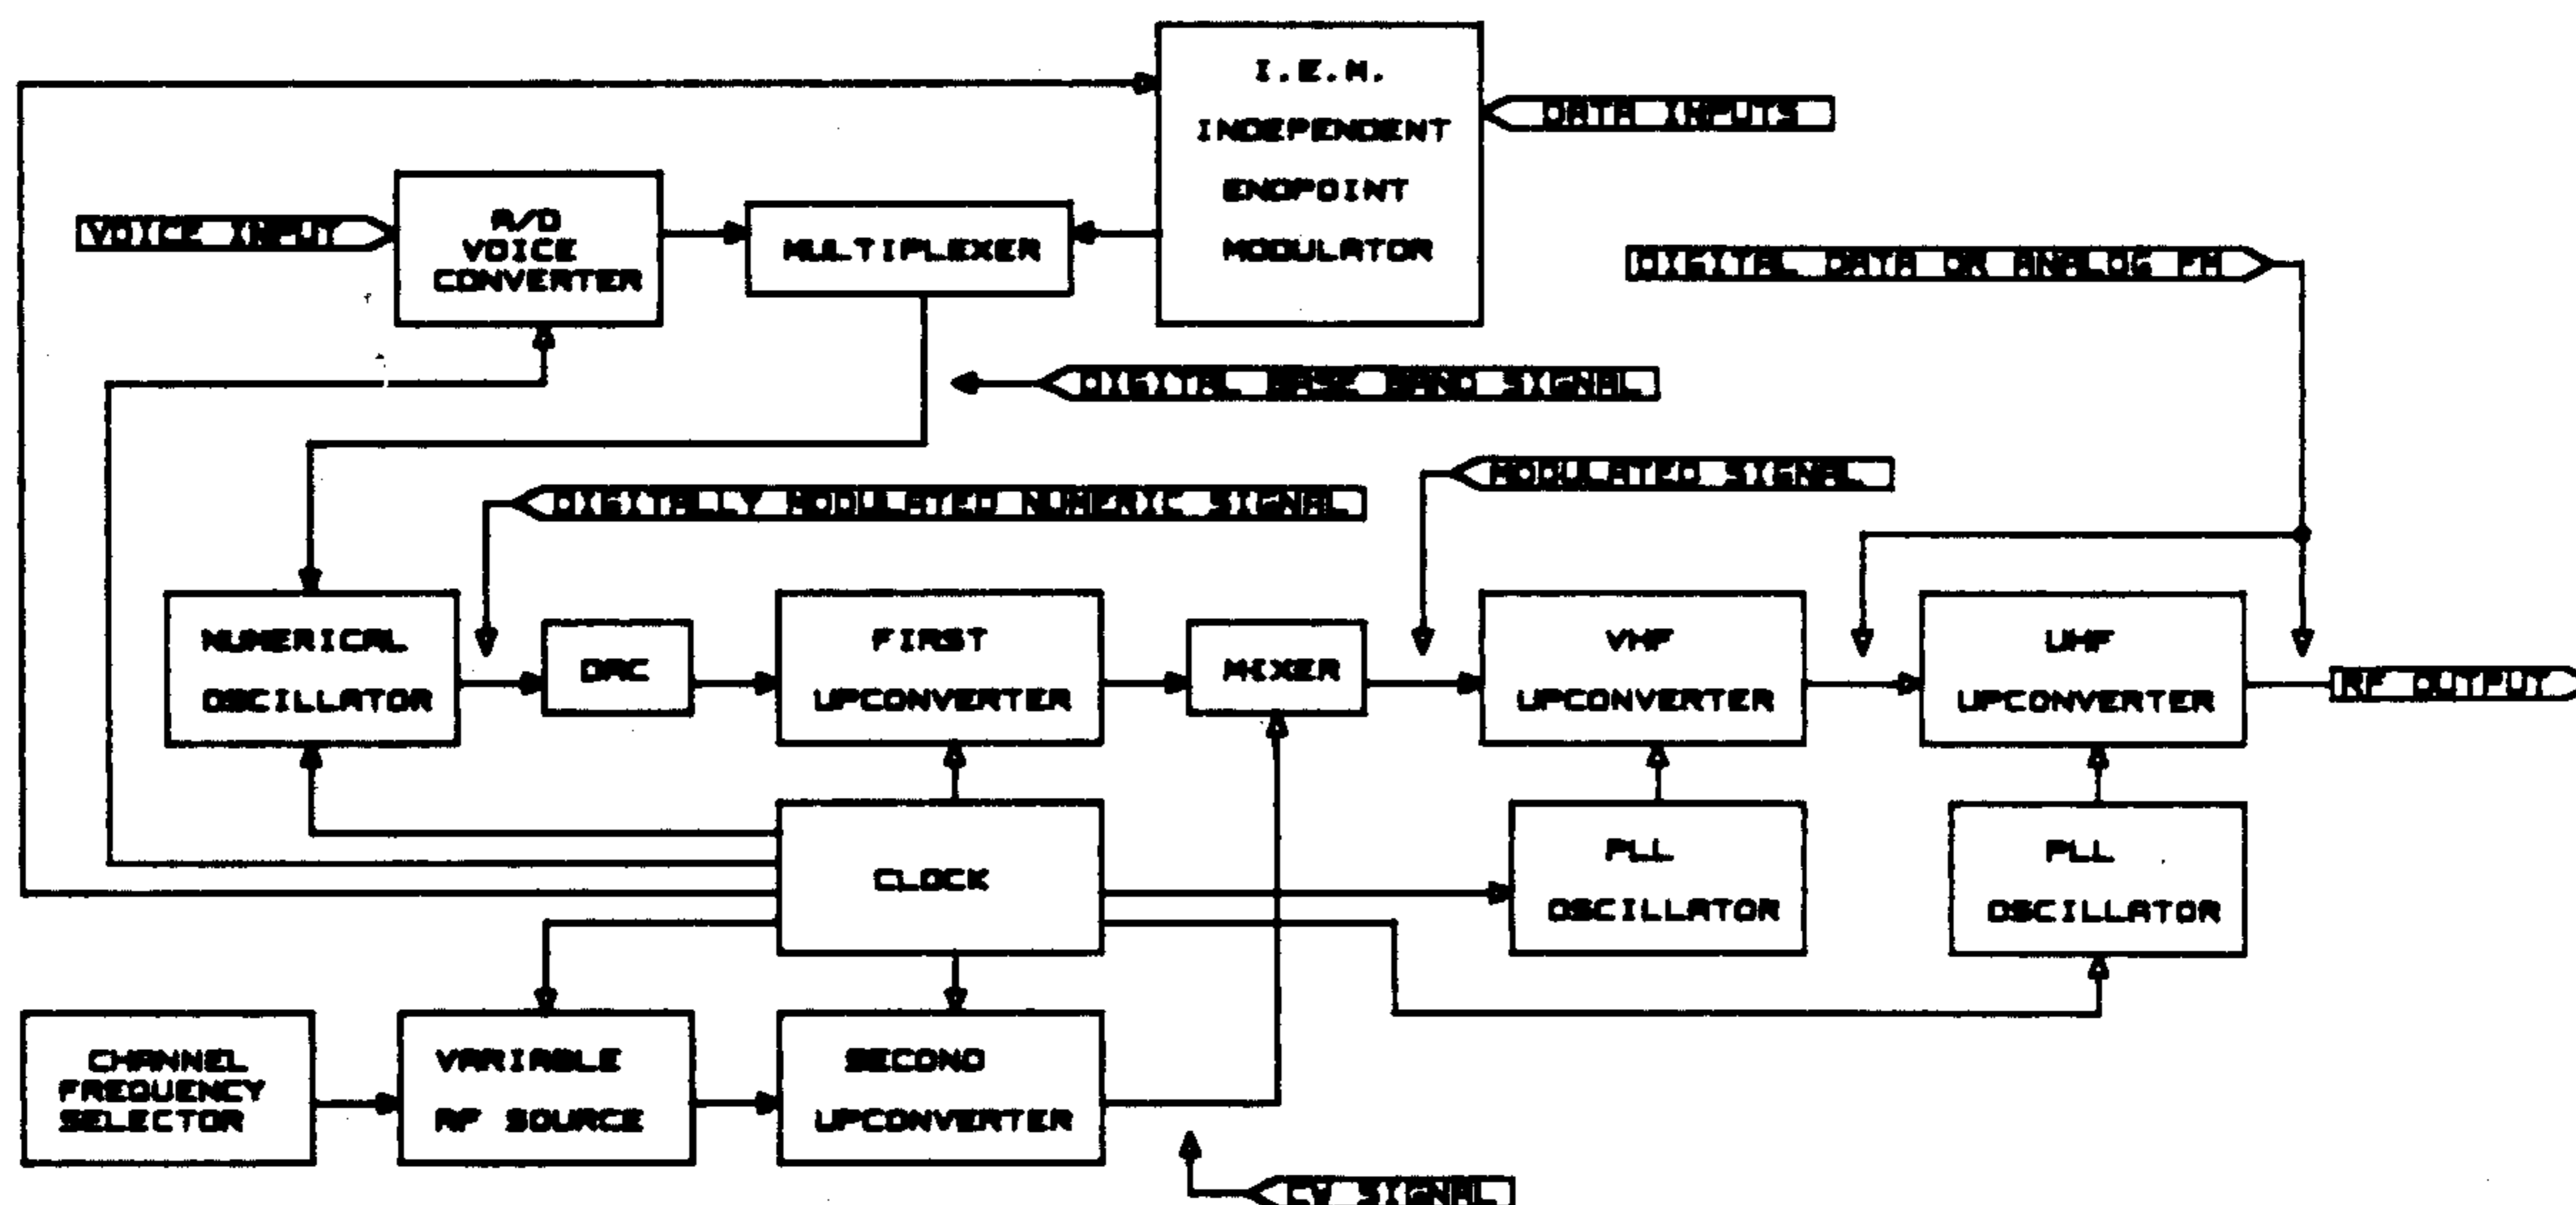 I.E.M.
INDEPENDENT
ENDPOINT
MODULATOR
DATA INPUTS
VOICE INPUT
A/D
VOICE
CONVERTER
MULTIPLEXER
DIGITAL DATA OR ANALOG FM
DIGITAL BASE BAND SIGNAL
MODULATED SIGNAL
DIGITALLY MODULATED NUMERIC SIGNAL
NUMERICAL
OSCILLATOR
DAC
FIRST
UPCONVERTER
MIXER
VHF
UPCONVERTER
UHF
UPCONVERTER
RF OUTPUT
CLOCK
PLL
OSCILLATOR
PLL
OSCILLATOR
CHANNEL
FREQUENCY
SELECTOR
VARIABLE
RF SOURCE
SECOND
UPCONVERTER
CW SIGNAL